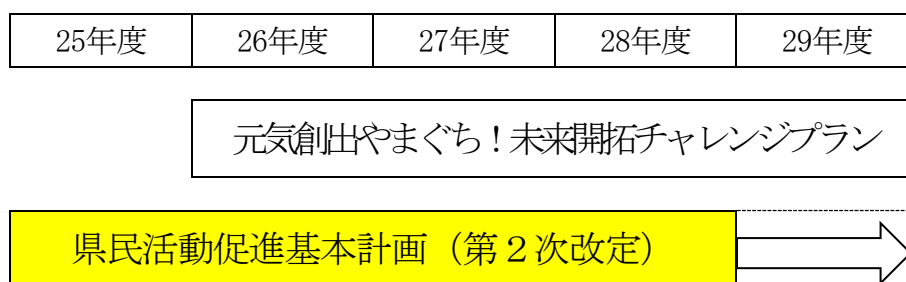 25年度 26年度 27年度 28年度 29年度
元気創出やまぐち！未来開拓チャレンジプラン
県民活動促進基本計画（第２次改定）